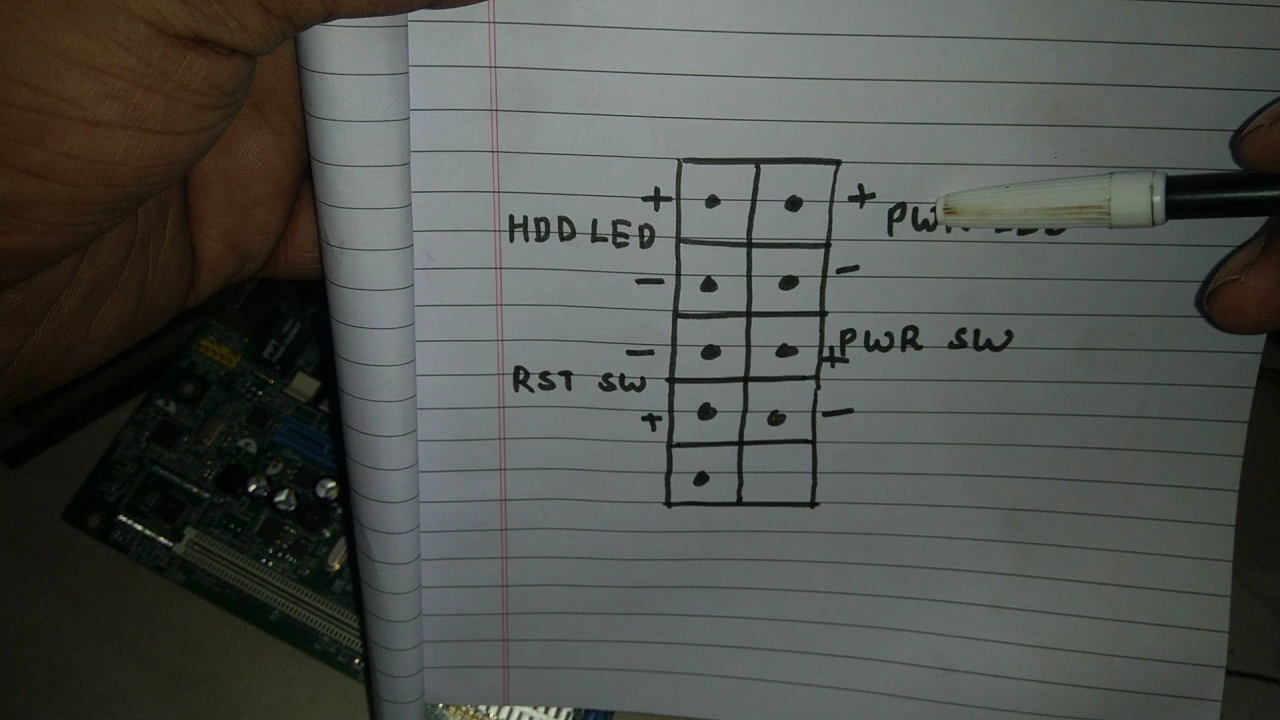 + +
HDD LED
- -
- + PWR SW
RST SW
+ -